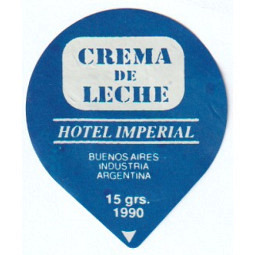 CREMA
DE
LECHE
HOTEL IMPERIAL
BUENOS AIRES
INDUSTRIA
ARGENTINA
15 grs.
1990